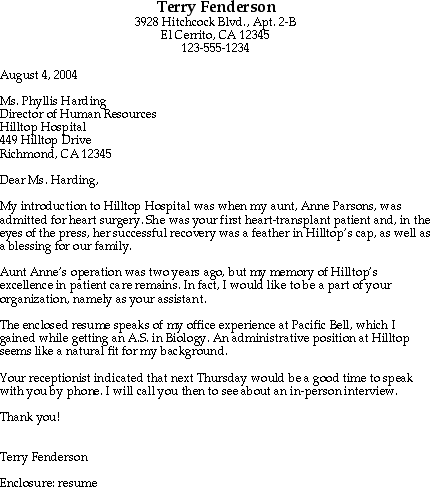 Terry Fenderson
3928 Hitchcock Blvd., Apt. 2-B
El Cerrito, CA 12345
123-555-1234
August 4, 2004
Ms. Phyllis Harding
Director of Human Resources
Hilltop Hospital
449 Hilltop Drive
Richmond, CA 12345
Dear Ms. Harding,
My introduction to Hilltop Hospital was when my aunt, Anne Parsons, was
admitted for heart surgery. She was your first heart-transplant patient and, in the
eyes of the press, her successful recovery was a feather in Hilltop's cap, as well as
a blessing for our family.
Aunt Anne's operation was two years ago, but my memory of Hilltop's
excellence in patient care remains. In fact, I would like to be a part of your
organization, namely as your assistant.
The enclosed resume speaks of my office experience at Pacific Bell, which I
gained while getting an A.S. in Biology. An administrative position at Hilltop
seems like a natural fit for my background.
Your receptionist indicated that next Thursday would be a good time to speak
with you by phone. I will call you then to see about an in-person interview.
Thank you!
Terry Fenderson
Enclosure: resume